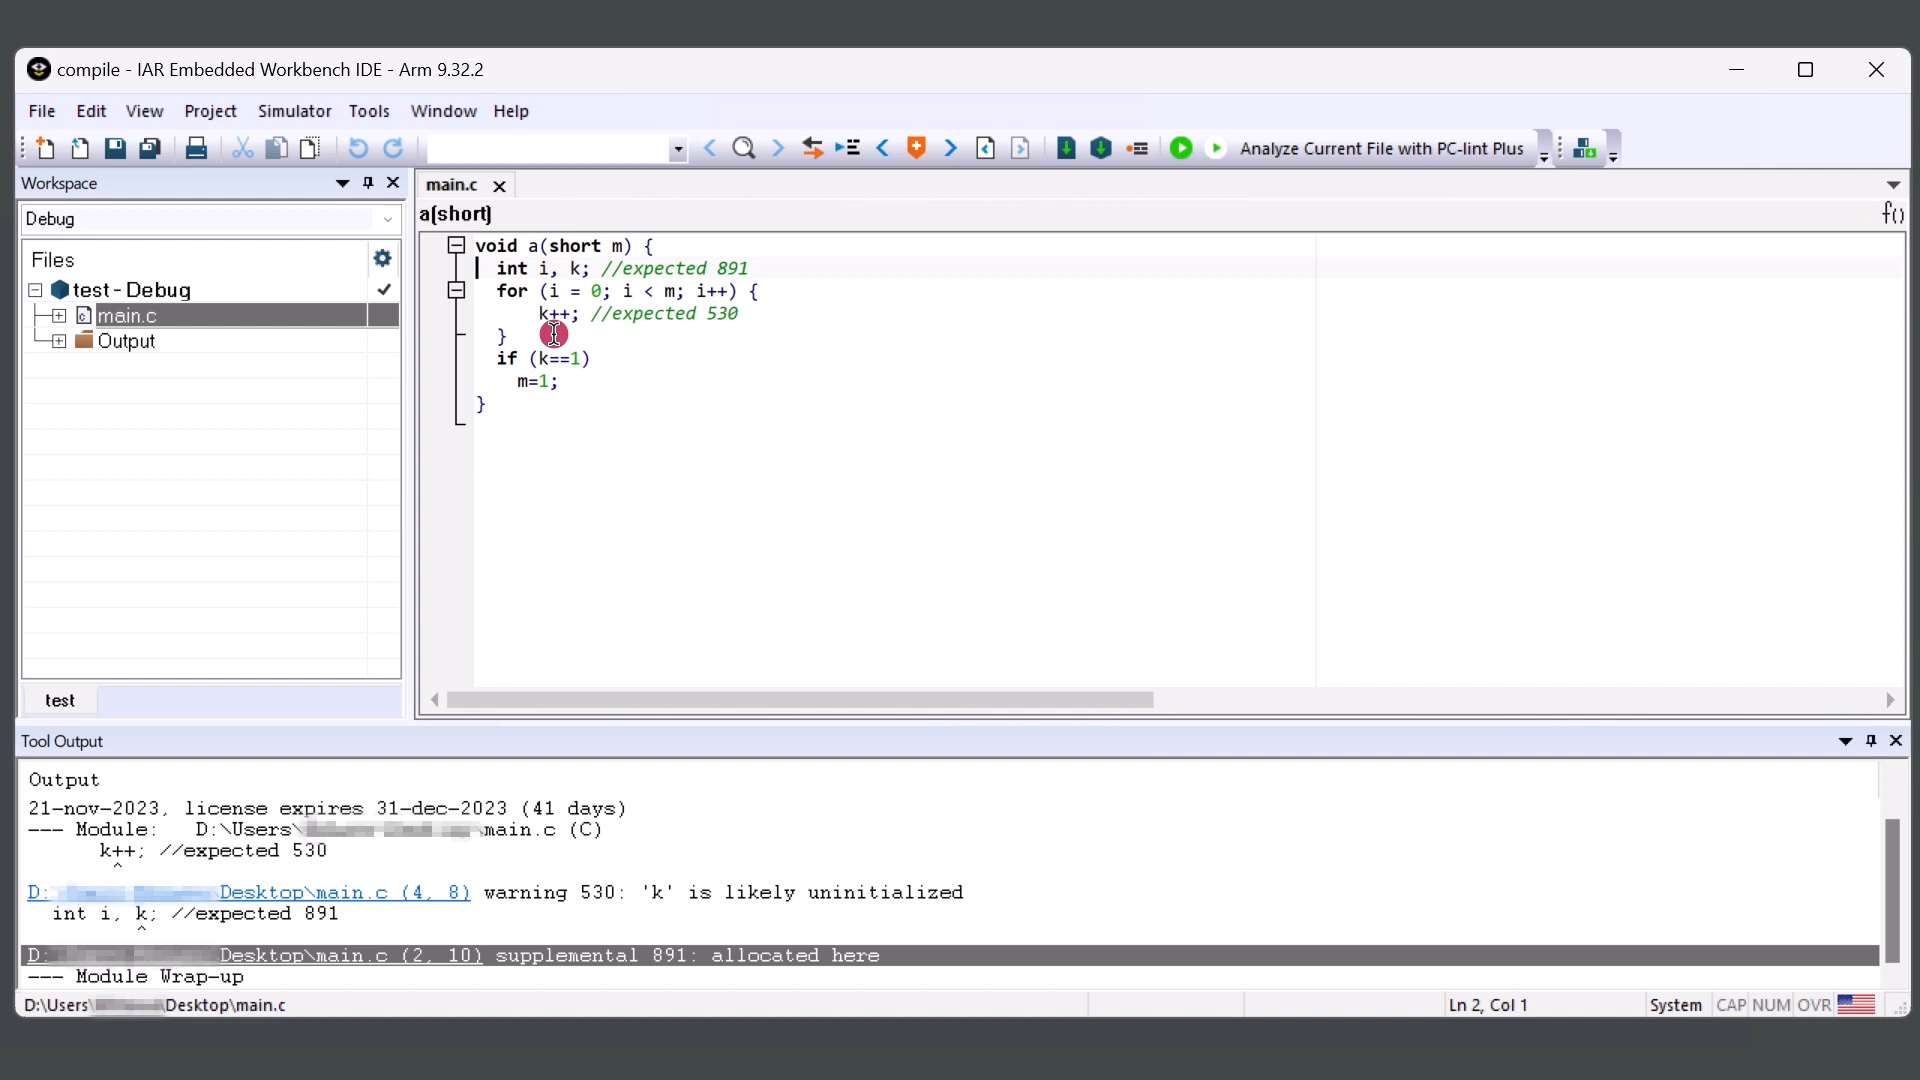 compile - IAR Embedded Workbench IDE - Arm 9.32.2
File Edit View Project Simulator Tools Window Help
Analyze Current File with PC-lint Plus
Workspace
main.c
Debug
a(short)
f()
Files
test - Debug
main.c
Output
void a(short m) {
int i, k; //expected 891
for (i = 0; i < m; i++) {
k++; //expected 530
}
if (k==1)
m=1;
}
test
Tool Output
Output
21-nov-2023, license expires 31-dec-2023 (41 days)
--- Module: D:\Users\ main.c (C)
k++; //expected 530
^
D: Desktop\main.c (4, 8) warning 530: 'k' is likely uninitialized
int i, k; //expected 891
^
D: Desktop\main.c (2, 10) supplemental 891: allocated here
--- Module Wrap-up
D:\Users\ \Desktop\main.c
Ln 2, Col 1
System CAP NUM OVR